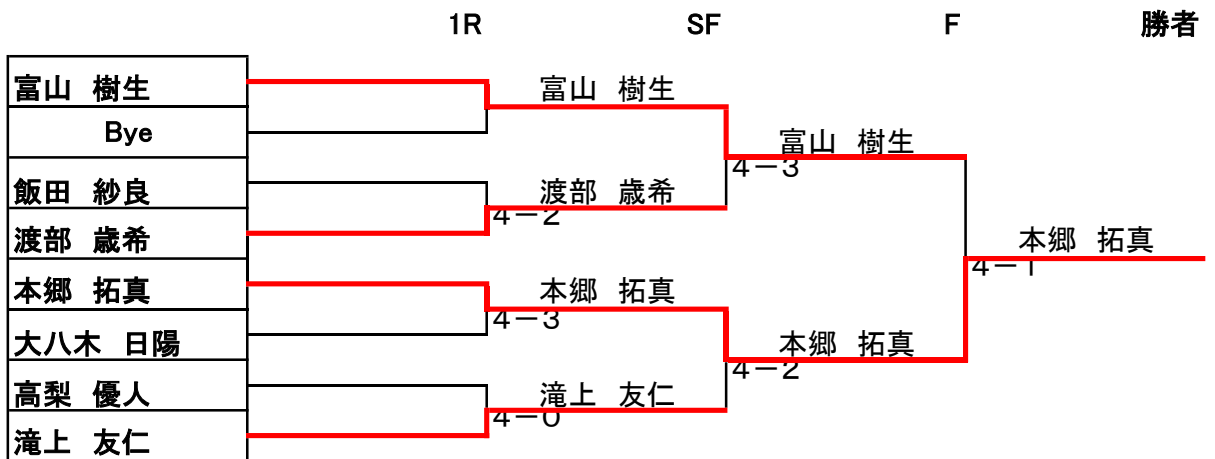 1R SF F 勝者
富山 樹生 富山 樹生
Bye 富山 樹生
4-3
飯田 紗良 渡部 歳希
4-2
渡部 歳希 本郷 拓真
4-1
本郷 拓真 本郷 拓真
4-3
大八木 日陽 本郷 拓真
4-2
高梨 優人 滝上 友仁
4-0
滝上 友仁